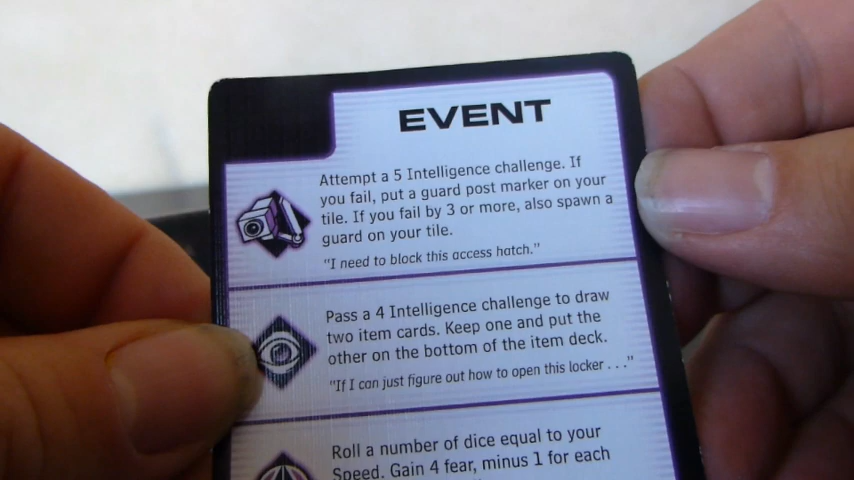 EVENT
Attempt a 5 Intelligence challenge. If
you fail, put a guard post marker on your
tile. If you fail by 3 or more, also spawn a
guard on your tile.
"I need to block this access hatch."
Pass a 4 Intelligence challenge to draw
two item cards. Keep one and put the
other on the bottom of the item deck.
"If I can just figure out how to open this locker . . ."
Roll a number of dice equal to your
Speed. Gain 4 fear, minus 1 for each